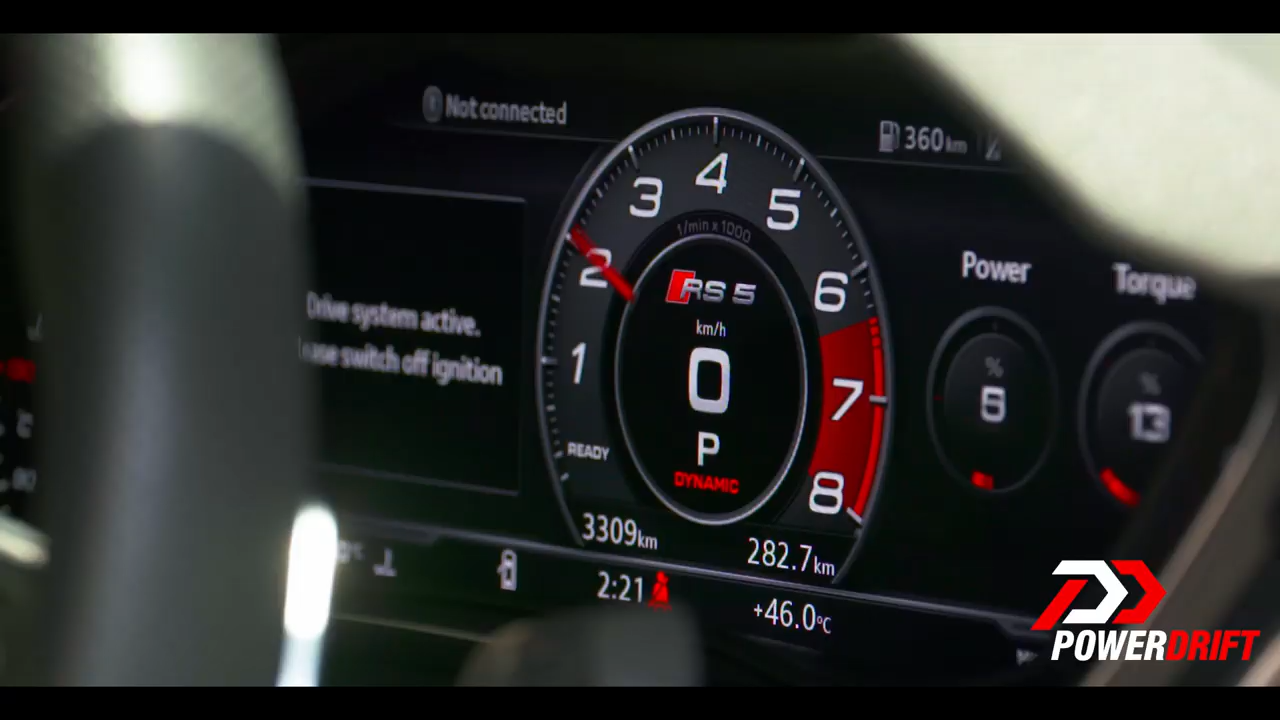 Not connected
360 km
4
3
5
1/min x 1000
2
6
RS 5
km/h
Power
Torque
Drive system active.
ase switch off ignition
1
0
7
%
6
%
13
READY
P
DYNAMIC
8
3309 km
282.7 km
2:21
+46.0°C
POWERDRIFT